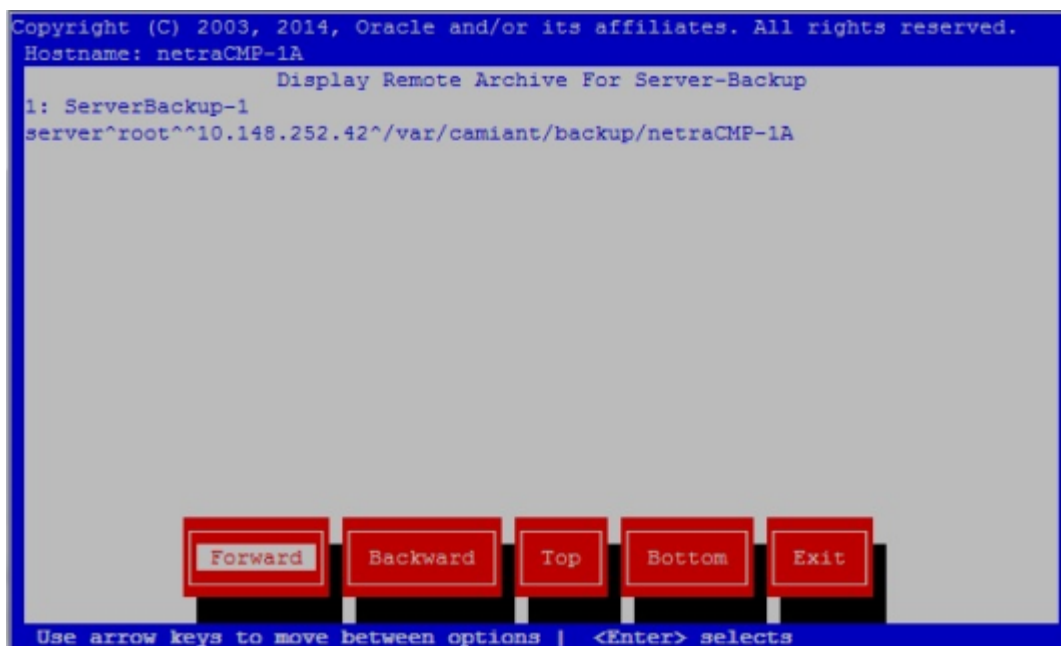 Copyright (C) 2003, 2014, Oracle and/or its affiliates. All rights reserved.
Hostname: netraCMP-1A
Display Remote Archive For Server-Backup
1: ServerBackup-1
server^root^^10.148.252.42^/var/camiant/backup/netraCMP-1A
Forward Backward Top Bottom Exit
Use arrow keys to move between options | <Enter> selects